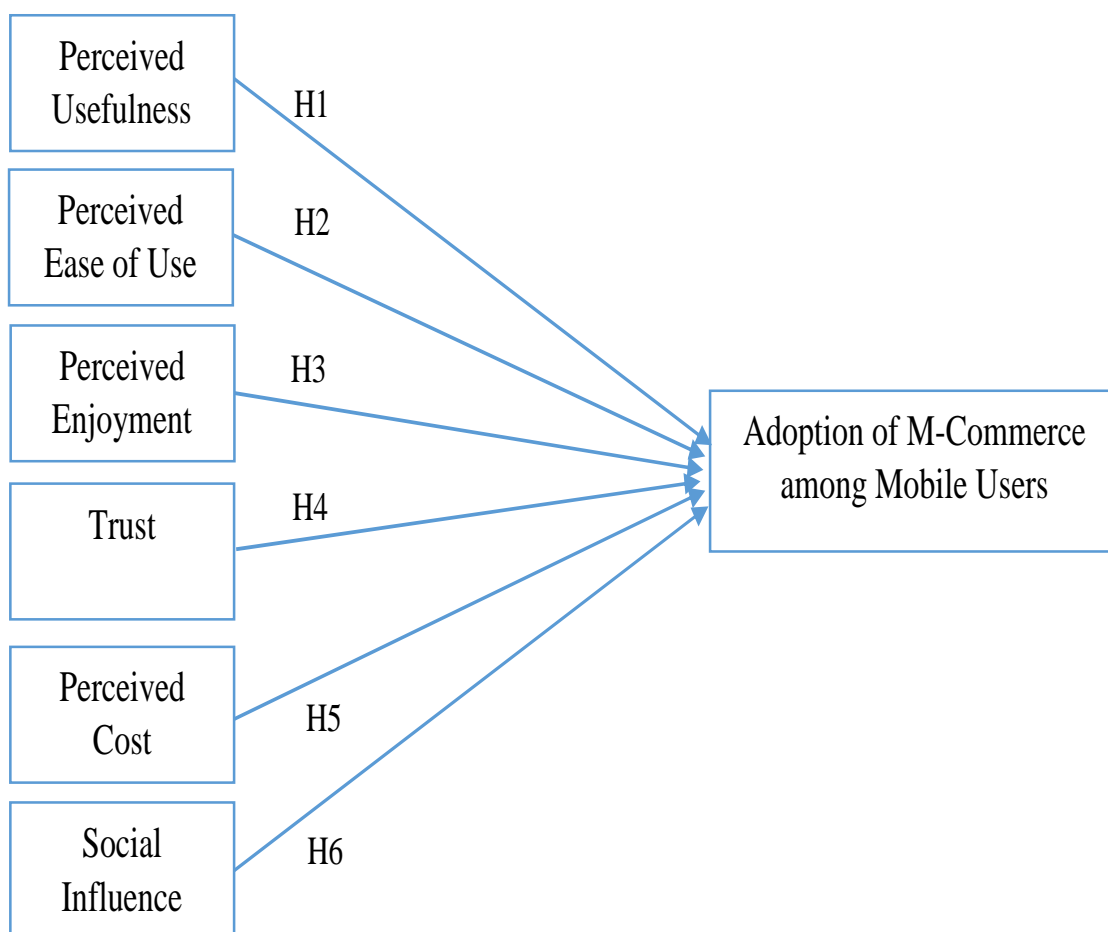 Perceived
Usefulness
H1
Perceived
Ease of Use
H2
Perceived
Enjoyment
H3
Trust
H4
Perceived
Cost
H5
Social
Influence
H6
Adoption of M-Commerce
among Mobile Users